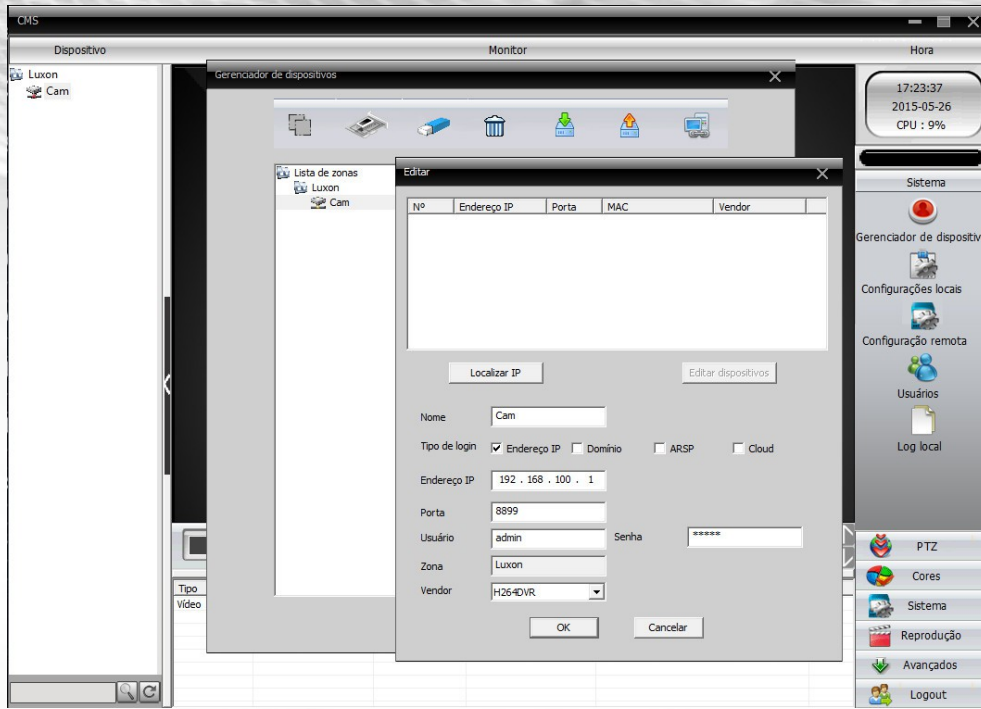 CMS
Dispositivo
Monitor
Hora
Luxon
Cam
Gerenciador de dispositivos
17:23:37
2015-05-26
CPU : 9%
Lista de zonas
Luxon
Cam
Editar
Nº Endereço IP Porta MAC Vendor
Localizar IP
Editar dispositivos
Nome Cam
Tipo de login Endereço IP Domínio ARSP Cloud
Endereço IP 192 . 168 . 100 . 1
Porta 8899
Usuário admin Senha *****
Zona Luxon
Vendor H264DVR
OK Cancelar
Tipo
Vídeo
Sistema
Gerenciador de dispositiv
Configurações locais
Configuração remota
Usuários
Log local
PTZ
Cores
Sistema
Reprodução
Avançados
Logout